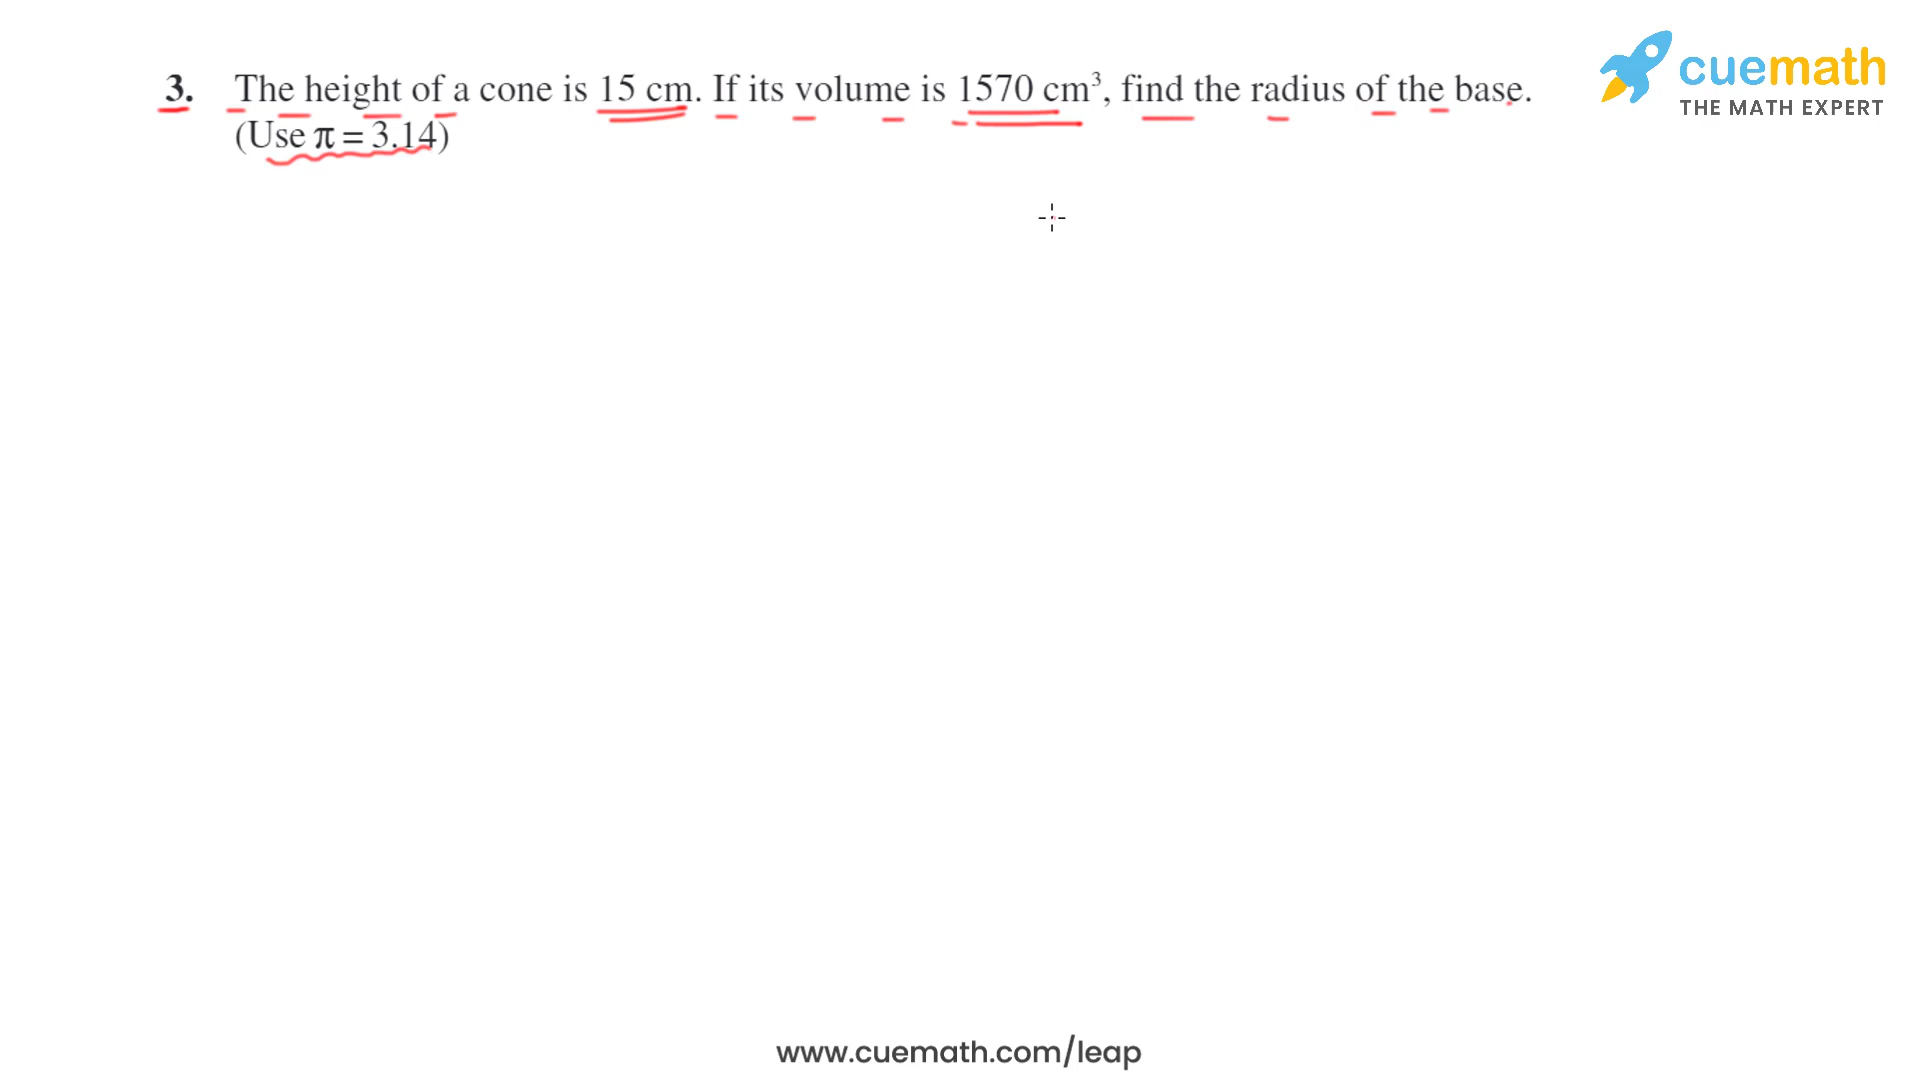 cuemath
THE MATH EXPERT
3. The height of a cone is 15 cm. If its volume is 1570 cm³, find the radius of the base.
(Use π = 3.14)
www.cuemath.com/leap